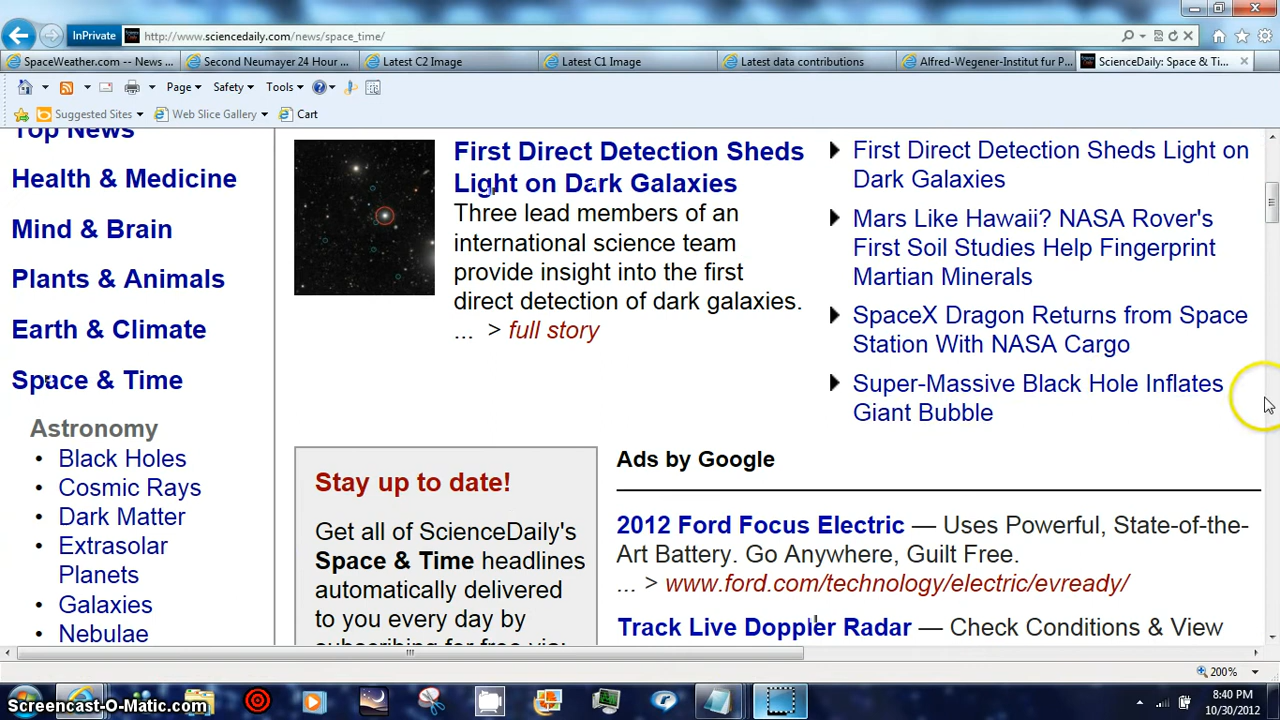 InPrivate
http://www.sciencedaily.com/news/space_time/
SpaceWeather.com -- News ...
Second Neumayer 24 Hour ...
Latest C2 Image
Latest C1 Image
Latest data contributions
Alfred-Wegener-Institut fur P...
ScienceDaily: Space & Ti...
Page
Safety
Tools
Suggested Sites
Web Slice Gallery
Cart
Top News
Health & Medicine
Mind & Brain
Plants & Animals
Earth & Climate
Space & Time
Astronomy
• Black Holes
• Cosmic Rays
• Dark Matter
• Extrasolar
Planets
• Galaxies
• Nebulae
First Direct Detection Sheds
Light on Dark Galaxies
Three lead members of an
international science team
provide insight into the first
direct detection of dark galaxies.
... > full story
First Direct Detection Sheds Light on
Dark Galaxies
Mars Like Hawaii? NASA Rover's
First Soil Studies Help Fingerprint
Martian Minerals
SpaceX Dragon Returns from Space
Station With NASA Cargo
Super-Massive Black Hole Inflates
Giant Bubble
Stay up to date!
Get all of ScienceDaily's
Space & Time headlines
automatically delivered
to you every day by
subscribing for free via:
Ads by Google
2012 Ford Focus Electric — Uses Powerful, State-of-the-
Art Battery. Go Anywhere, Guilt Free.
... > www.ford.com/technology/electric/evready/
Track Live Doppler Radar — Check Conditions & View
200%
Screencast-O-Matic.com
8:40 PM
10/30/2012